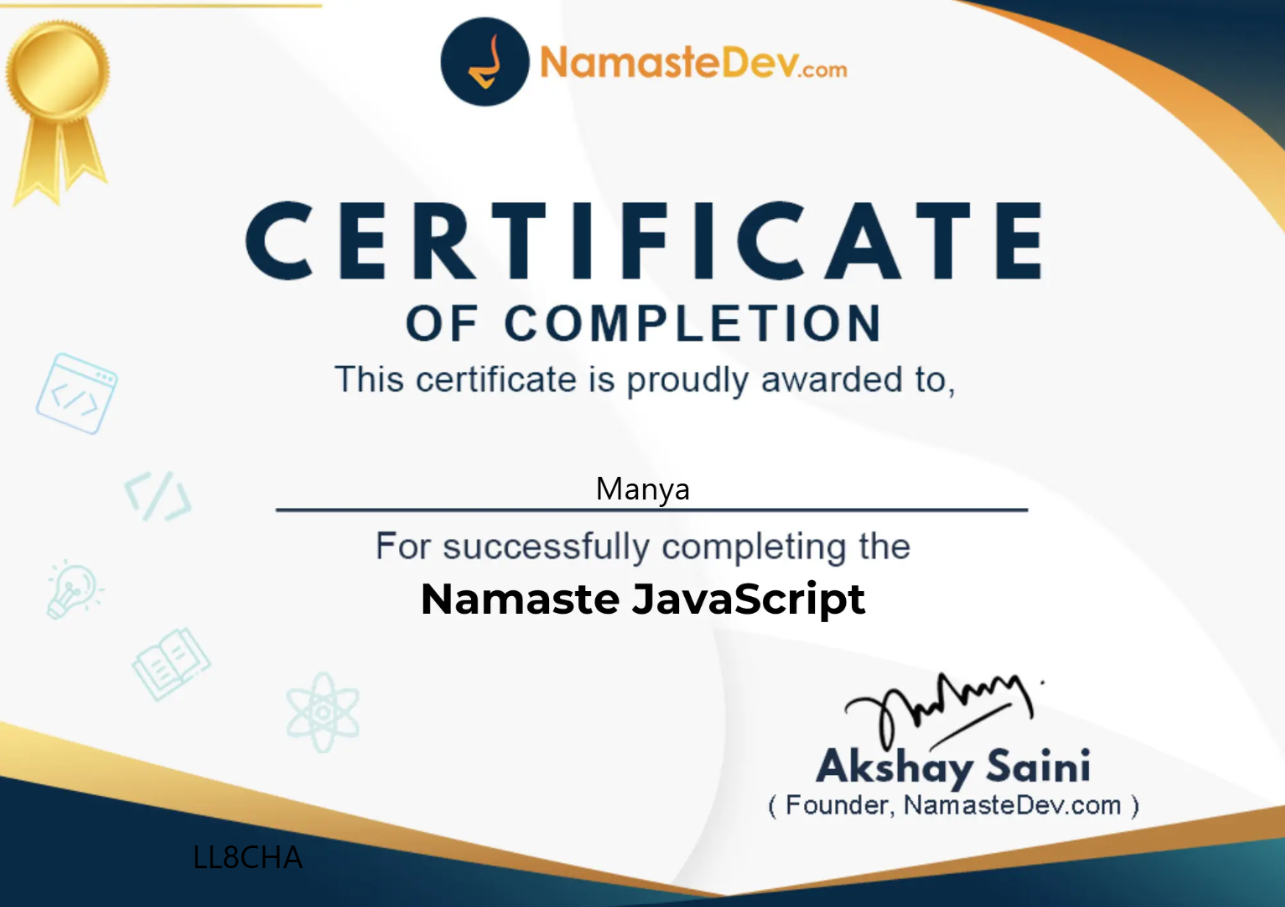 NamasteDev.com
CERTIFICATE
OF COMPLETION
This certificate is proudly awarded to,
Manya
For successfully completing the
Namaste JavaScript
Akshay Saini
( Founder, NamasteDev.com )
LL8CHA